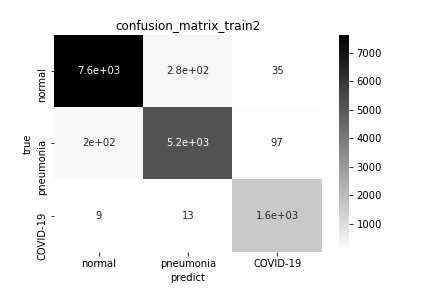 confusion_matrix_train2
normal 7.6e+03 2.8e+02 35
pneumonia 2e+02 5.2e+03 97
COVID-19 9 13 1.6e+03
true
normal pneumonia COVID-19
predict
7000
6000
5000
4000
3000
2000
1000